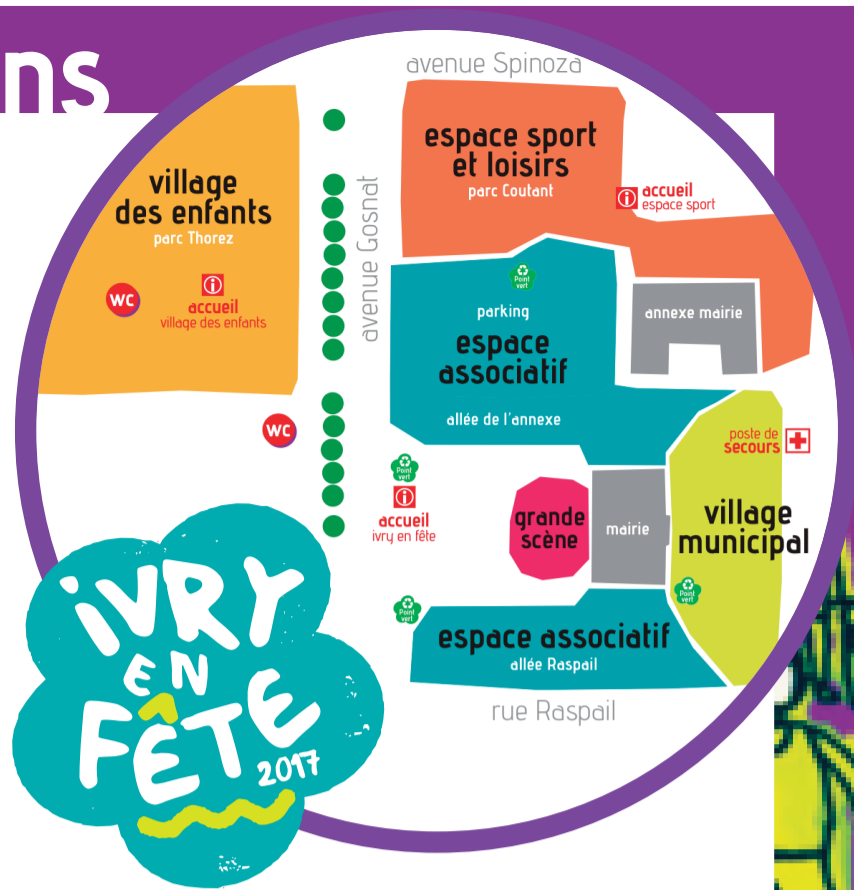 ns
avenue Spinoza
village
des enfants
parc Thorez
WC
accueil
village des enfants
avenue Gosnat
espace sport
et loisirs
parc Coutant
accueil
espace sport
Point
vert
parking
espace
associatif
allée de l'annexe
annexe mairie
WC
Point
vert
accueil
ivry en fête
grande
scène
mairie
poste de
secours
village
municipal
Point
vert
Point
vert
espace associatif
allée Raspail
rue Raspail
iVRY
EN
FÊTE
2017